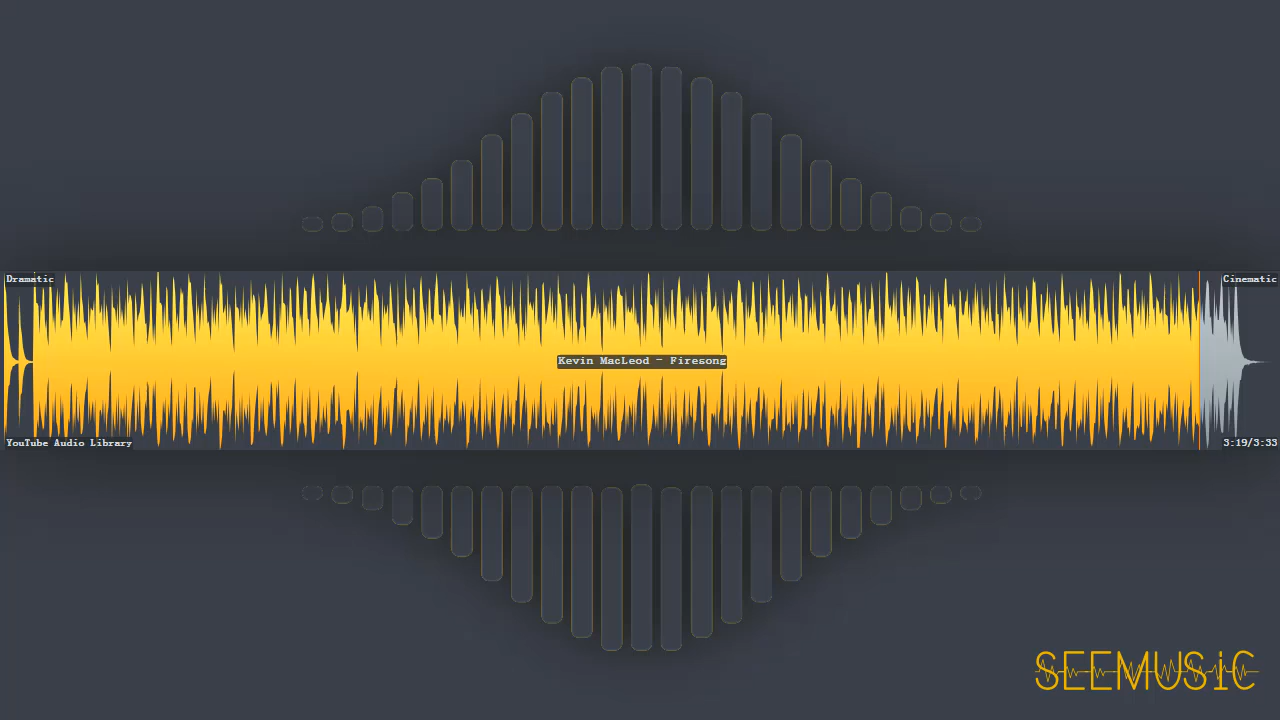 Dramatic
Cinematic
Kevin MacLeod - Firesong
YouTube Audio Library
3:19/3:33
SEEMUSiC